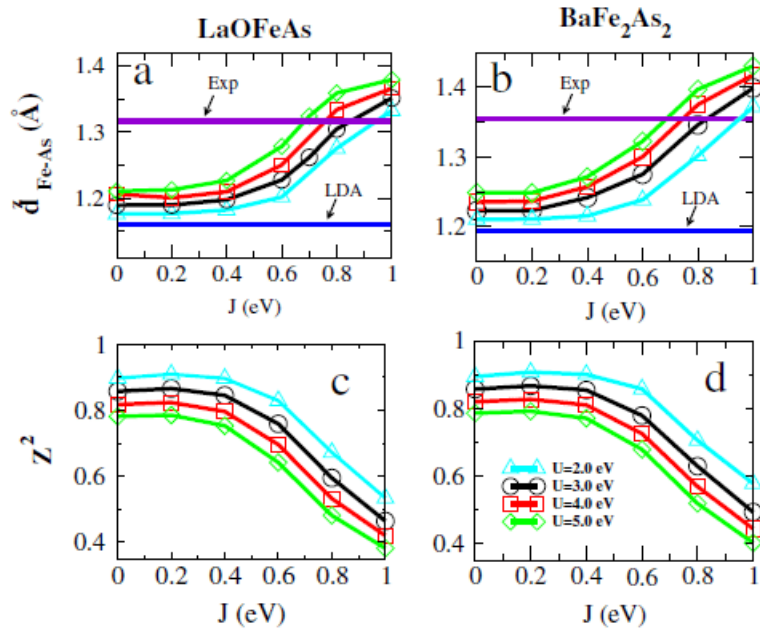 LaOFeAs
BaFe₂As₂
a
Exp
LDA
1.4
1.3
1.2
d̄ Fe-As (Å)
0 0.2 0.4 0.6 0.8 1
J (eV)
b
Exp
LDA
1.4
1.3
1.2
0 0.2 0.4 0.6 0.8 1
J (eV)
c
1
0.8
0.6
0.4
Z²
0 0.2 0.4 0.6 0.8 1
J (eV)
d
1
0.8
0.6
0.4
U=2.0 eV
U=3.0 eV
U=4.0 eV
U=5.0 eV
0 0.2 0.4 0.6 0.8 1
J (eV)